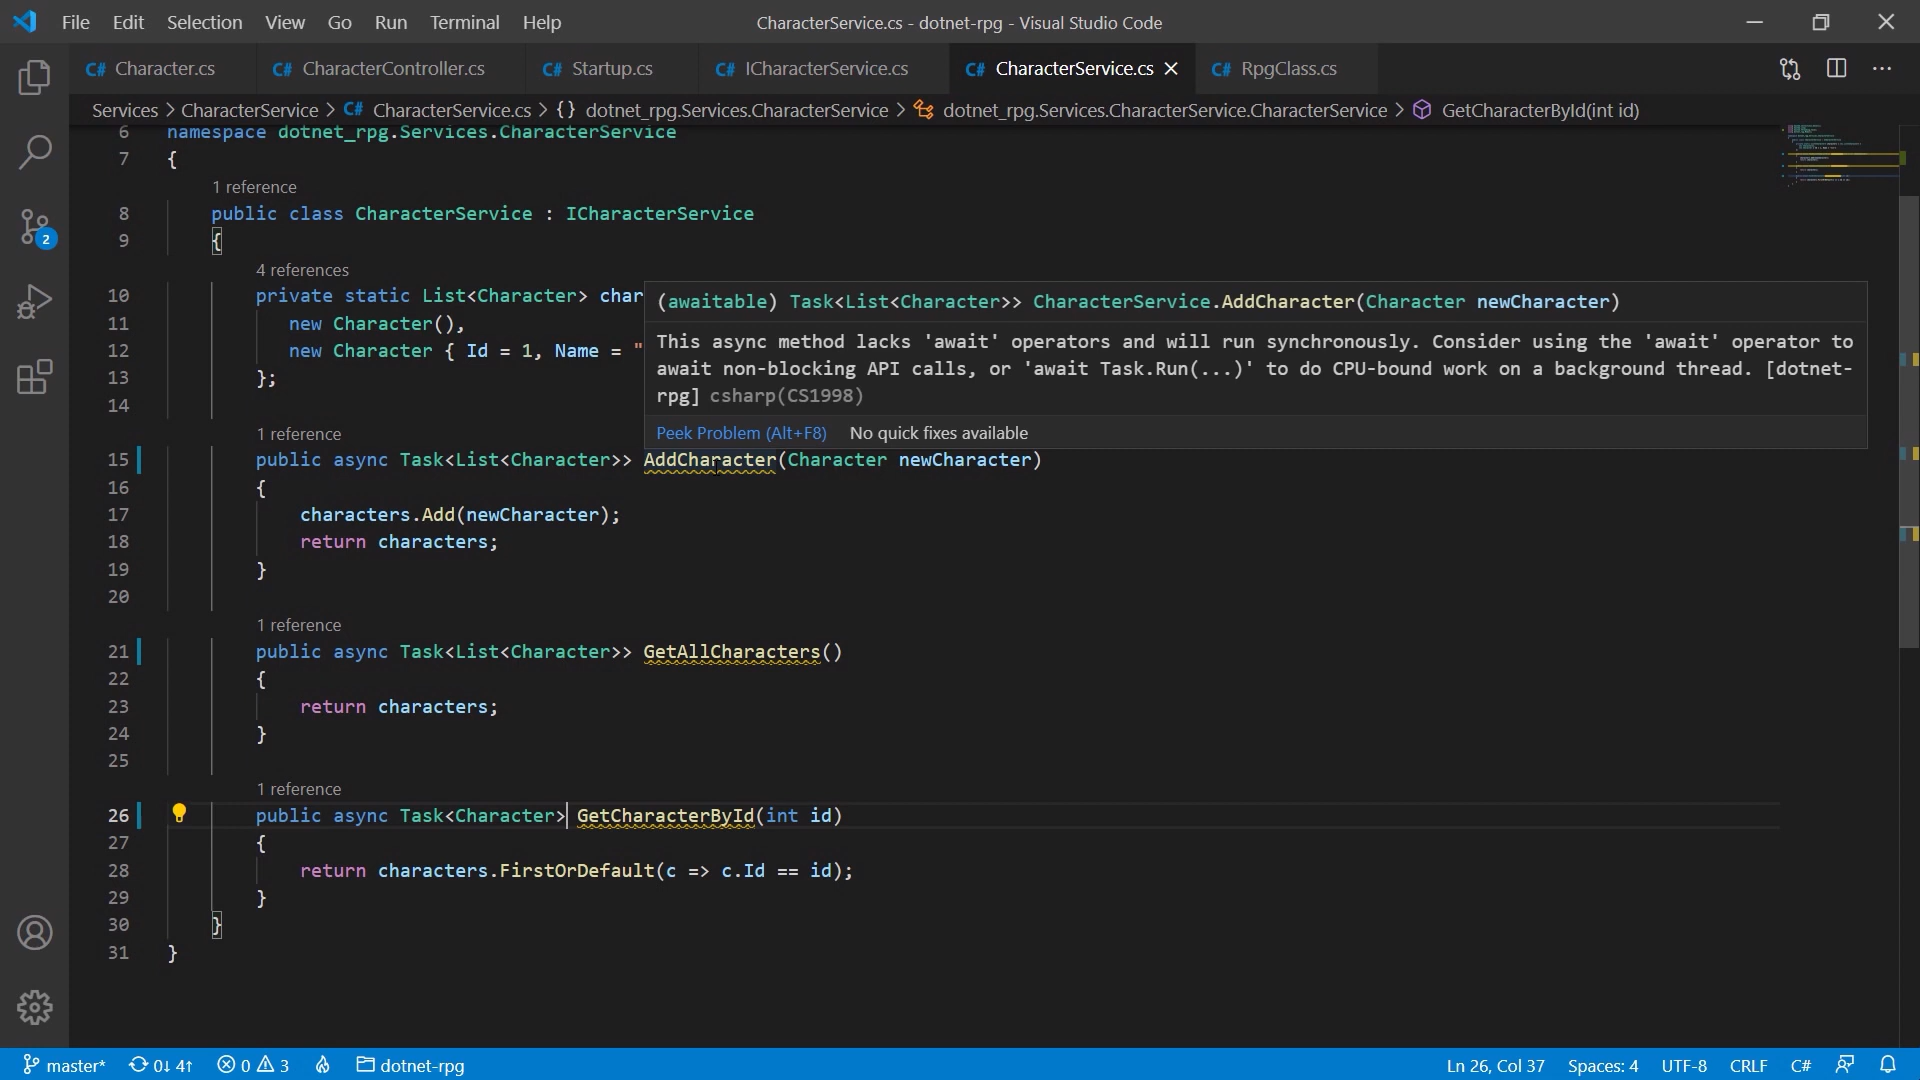 File Edit Selection View Go Run Terminal Help
CharacterService.cs - dotnet-rpg - Visual Studio Code
C# Character.cs C# CharacterController.cs C# Startup.cs C# ICharacterService.cs C# CharacterService.cs C# RpgClass.cs
Services > CharacterService > C# CharacterService.cs > {} dotnet_rpg.Services.CharacterService > dotnet_rpg.Services.CharacterService.CharacterService > GetCharacterById(int id)
6 namespace dotnet_rpg.Services.CharacterService
7 {
1 reference
8 public class CharacterService : ICharacterService
9 {
4 references
10 private static List<Character> char
11 new Character(),
12 new Character { Id = 1, Name = "
13 };
14
(awaitable) Task<List<Character>> CharacterService.AddCharacter(Character newCharacter)
This async method lacks 'await' operators and will run synchronously. Consider using the 'await' operator to
await non-blocking API calls, or 'await Task.Run(...)' to do CPU-bound work on a background thread. [dotnet-
rpg] csharp(CS1998)
Peek Problem (Alt+F8) No quick fixes available
1 reference
15 public async Task<List<Character>> AddCharacter(Character newCharacter)
16 {
17 characters.Add(newCharacter);
18 return characters;
19 }
20
1 reference
21 public async Task<List<Character>> GetAllCharacters()
22 {
23 return characters;
24 }
25
1 reference
26 public async Task<Character> GetCharacterById(int id)
27 {
28 return characters.FirstOrDefault(c => c.Id == id);
29 }
30 }
31 }
2
master* 0↓ 4↑ 0 3 dotnet-rpg Ln 26, Col 37 Spaces: 4 UTF-8 CRLF C#